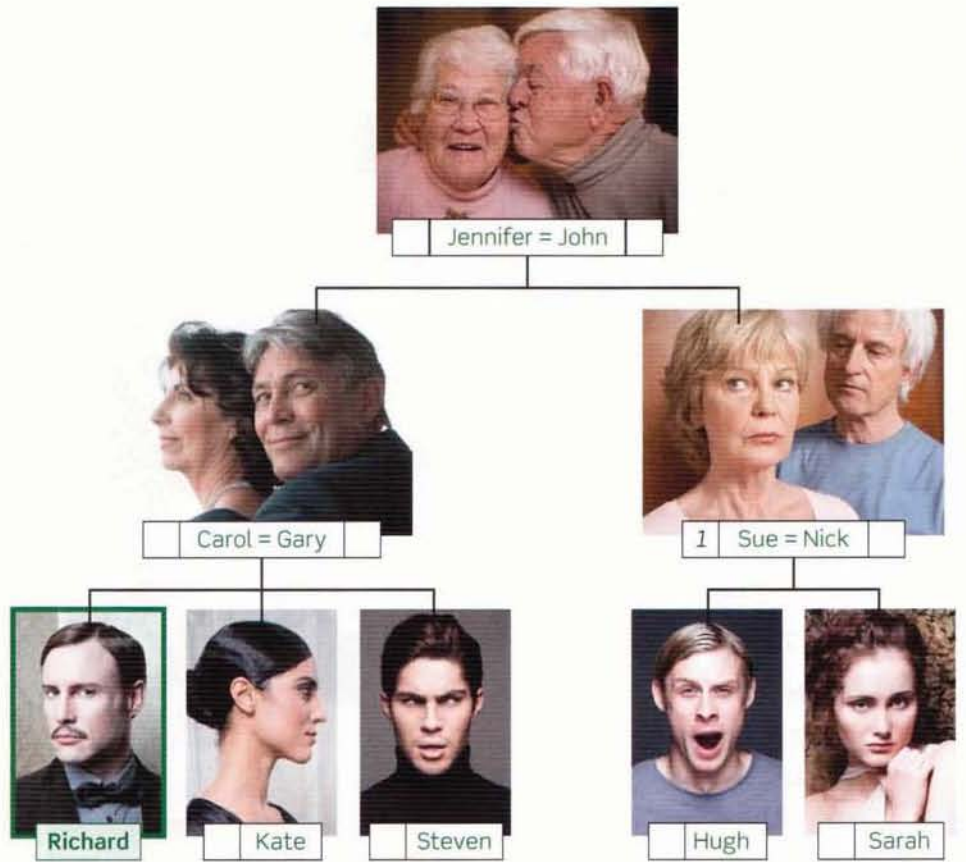 Jennifer = John
Carol = Gary
1 Sue = Nick
Richard
Kate
Steven
Hugh
Sarah